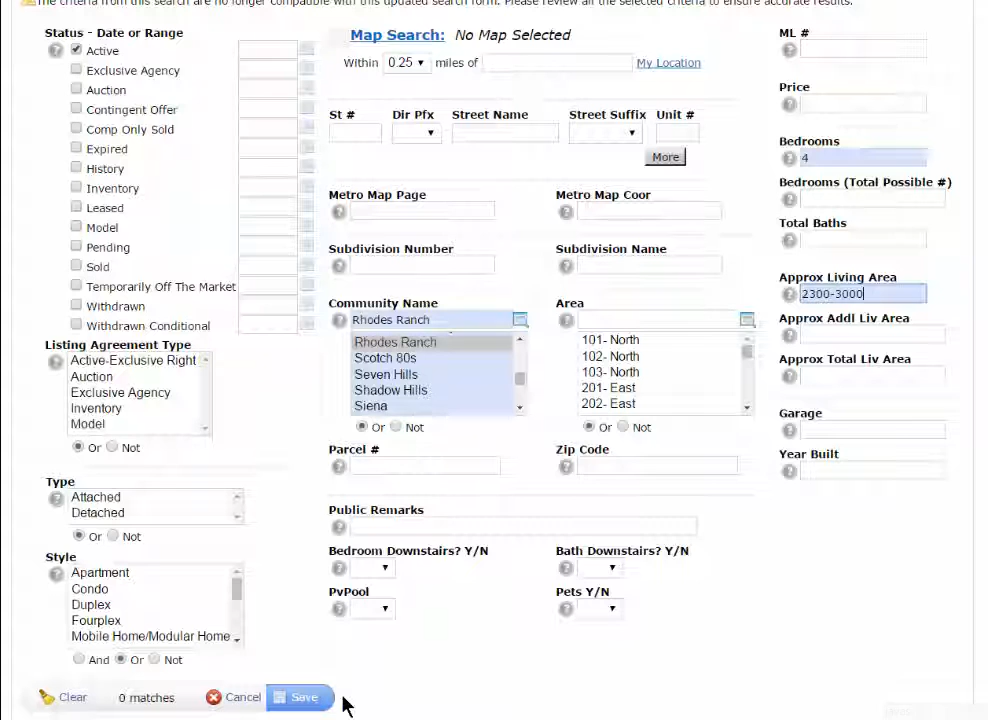 The criteria from this search are no longer compatible with this updated search form. Please review all the selected criteria to ensure accurate results.
Status - Date or Range
Active
Exclusive Agency
Auction
Contingent Offer
Comp Only Sold
Expired
History
Inventory
Leased
Model
Pending
Sold
Temporarily Off The Market
Withdrawn
Withdrawn Conditional
Listing Agreement Type
Active-Exclusive Right
Auction
Exclusive Agency
Inventory
Model
Or Not
Type
Attached
Detached
Or Not
Style
Apartment
Condo
Duplex
Fourplex
Mobile Home/Modular Home
And Or Not
Map Search: No Map Selected
Within 0.25 miles of My Location
St # Dir Pfx Street Name Street Suffix Unit #
More
Metro Map Page Metro Map Coor
Subdivision Number Subdivision Name
Community Name
Rhodes Ranch
Rhodes Ranch
Scotch 80s
Seven Hills
Shadow Hills
Siena
Or Not
Area
101- North
102- North
103- North
201- East
202- East
Or Not
Parcel # Zip Code
Public Remarks
Bedroom Downstairs? Y/N Bath Downstairs? Y/N
PvPool Pets Y/N
ML #
Price
Bedrooms
4
Bedrooms (Total Possible #)
Total Baths
Approx Living Area
2300-3000
Approx Addl Liv Area
Approx Total Liv Area
Garage
Year Built
Clear 0 matches Cancel Save